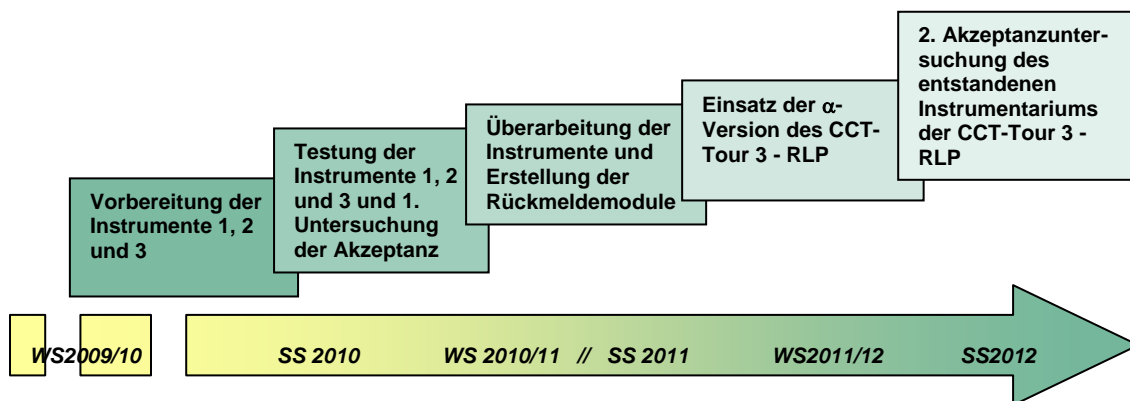 Vorbereitung der
Instrumente 1, 2
und 3
Testung der
Instrumente 1, 2
und 3 und 1.
Untersuchung
der Akzeptanz
Überarbeitung der
Instrumente und
Erstellung der
Rückmeldemodule
Einsatz der α-
Version des CCT-
Tour 3 - RLP
2. Akzeptanzunter-
suchung des
entstandenen
Instrumentariums
der CCT-Tour 3 -
RLP
WS2009/10 SS 2010 WS 2010/11 // SS 2011 WS2011/12 SS2012